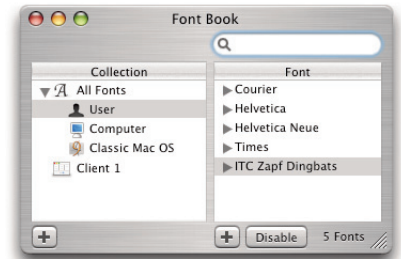 Font Book
Collection
All Fonts
User
Computer
Classic Mac OS
Client 1
Font
Courier
Helvetica
Helvetica Neue
Times
ITC Zapf Dingbats
Disable
5 Fonts